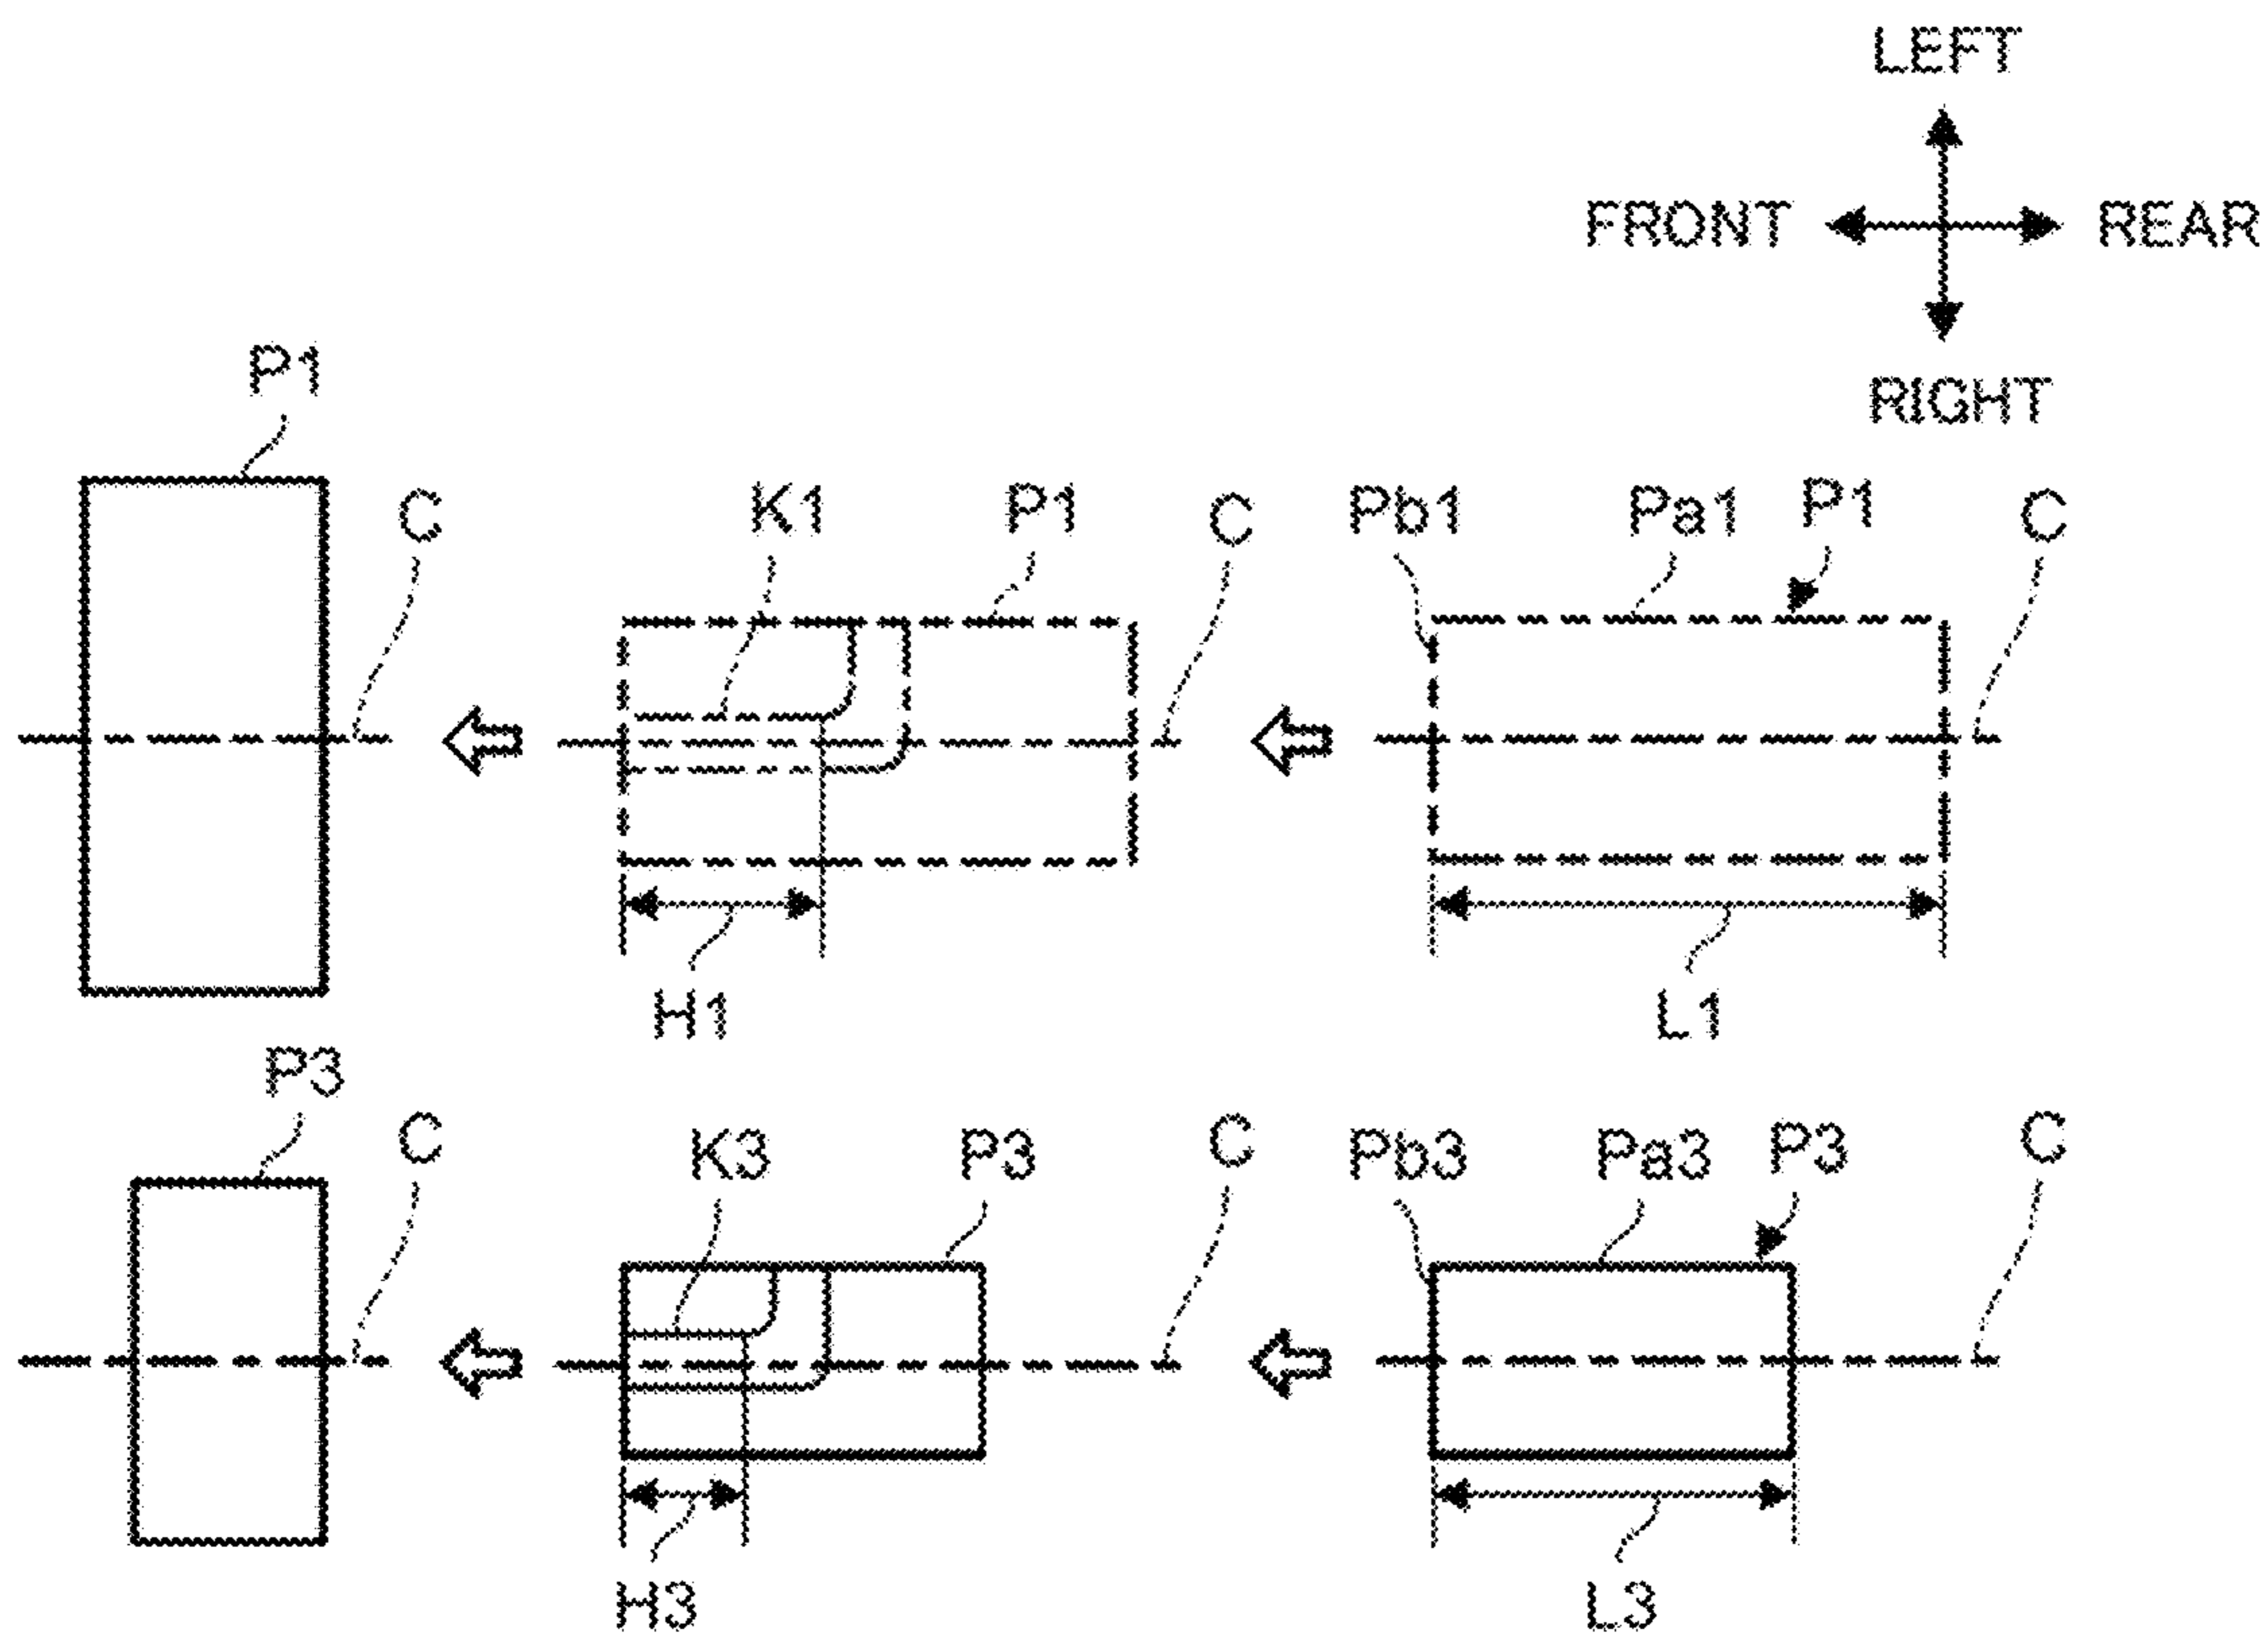 LEFT
FRONT REAR
RIGHT
P1
C K1 P1 C Pb1 Pa1 P1 C
H1 L1
P3
C K3 P3 C Pb3 Pa3 P3 C
H3 L3